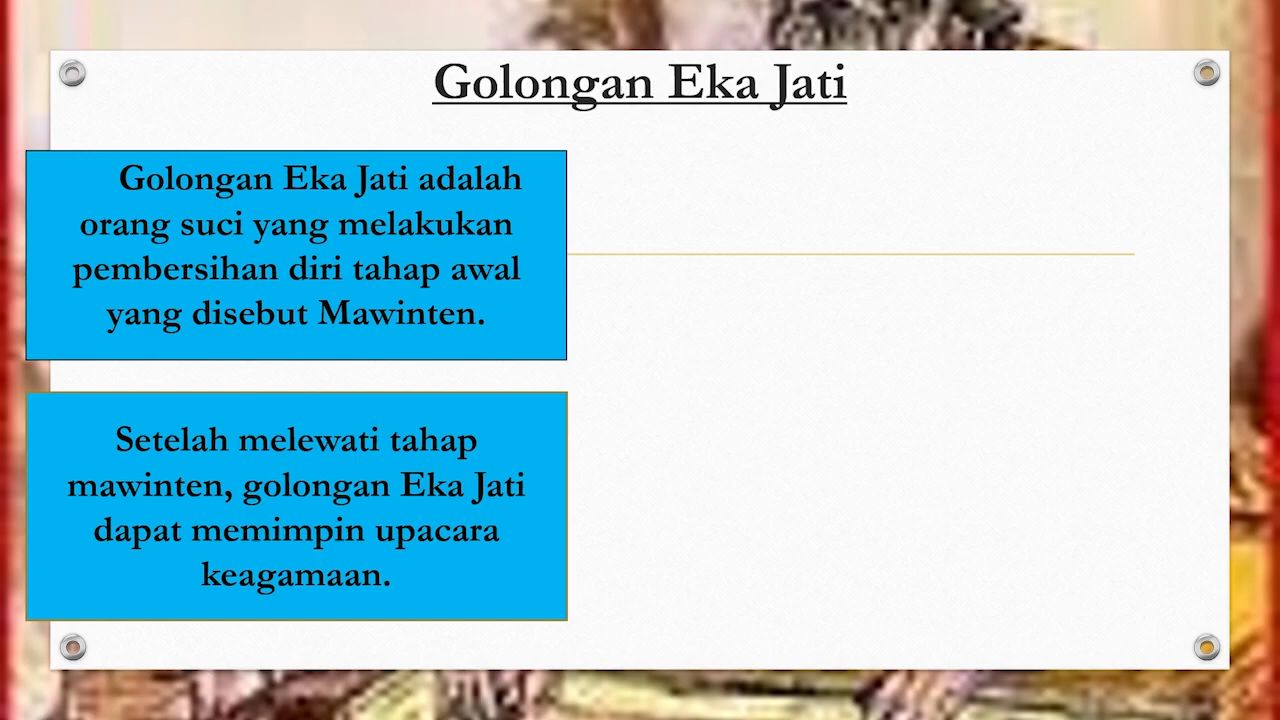 Golongan Eka Jati
Golongan Eka Jati adalah
orang suci yang melakukan
pembersihan diri tahap awal
yang disebut Mawinten.
Setelah melewati tahap
mawinten, golongan Eka Jati
dapat memimpin upacara
keagamaan.